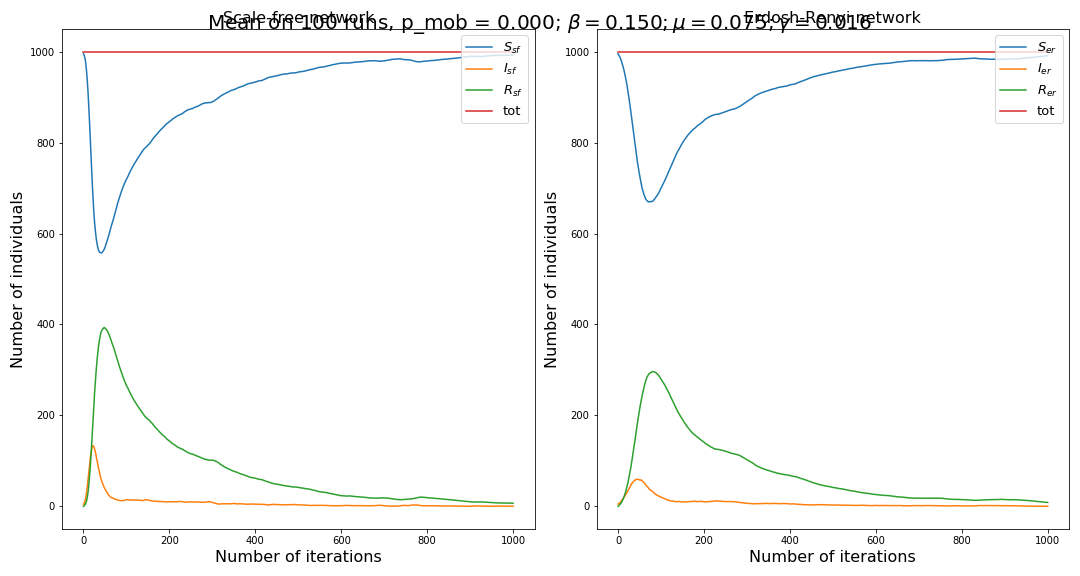 Scale-free network
Erdosh-Renyi network
Mean on 100 runs, p_mob = 0.000; β = 0.150; μ = 0.075; γ = 0.016
1000
800
600
400
200
0
Number of individuals
S_sf
I_sf
R_sf
tot
0 200 400 600 800 1000
Number of iterations
1000
800
600
400
200
0
Number of individuals
S_er
I_er
R_er
tot
0 200 400 600 800 1000
Number of iterations